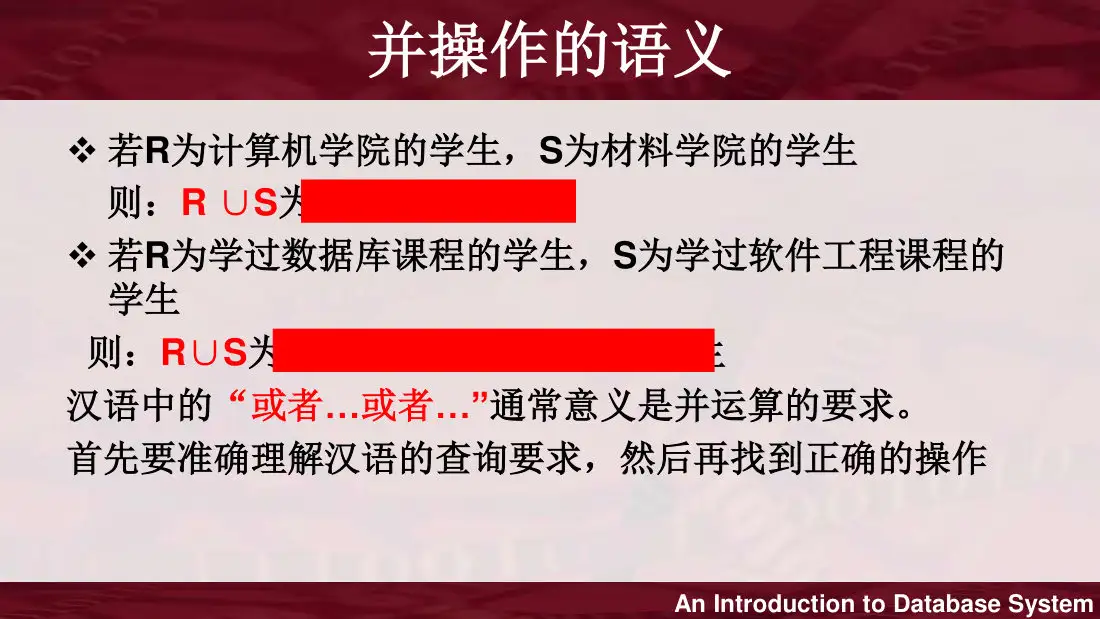 并操作的语义
❖ 若R为计算机学院的学生，S为材料学院的学生
则：R ∪S为
❖ 若R为学过数据库课程的学生，S为学过软件工程课程的
学生
则：R∪S为
汉语中的“或者…或者…”通常意义是并运算的要求。
首先要准确理解汉语的查询要求，然后再找到正确的操作
An Introduction to Database System